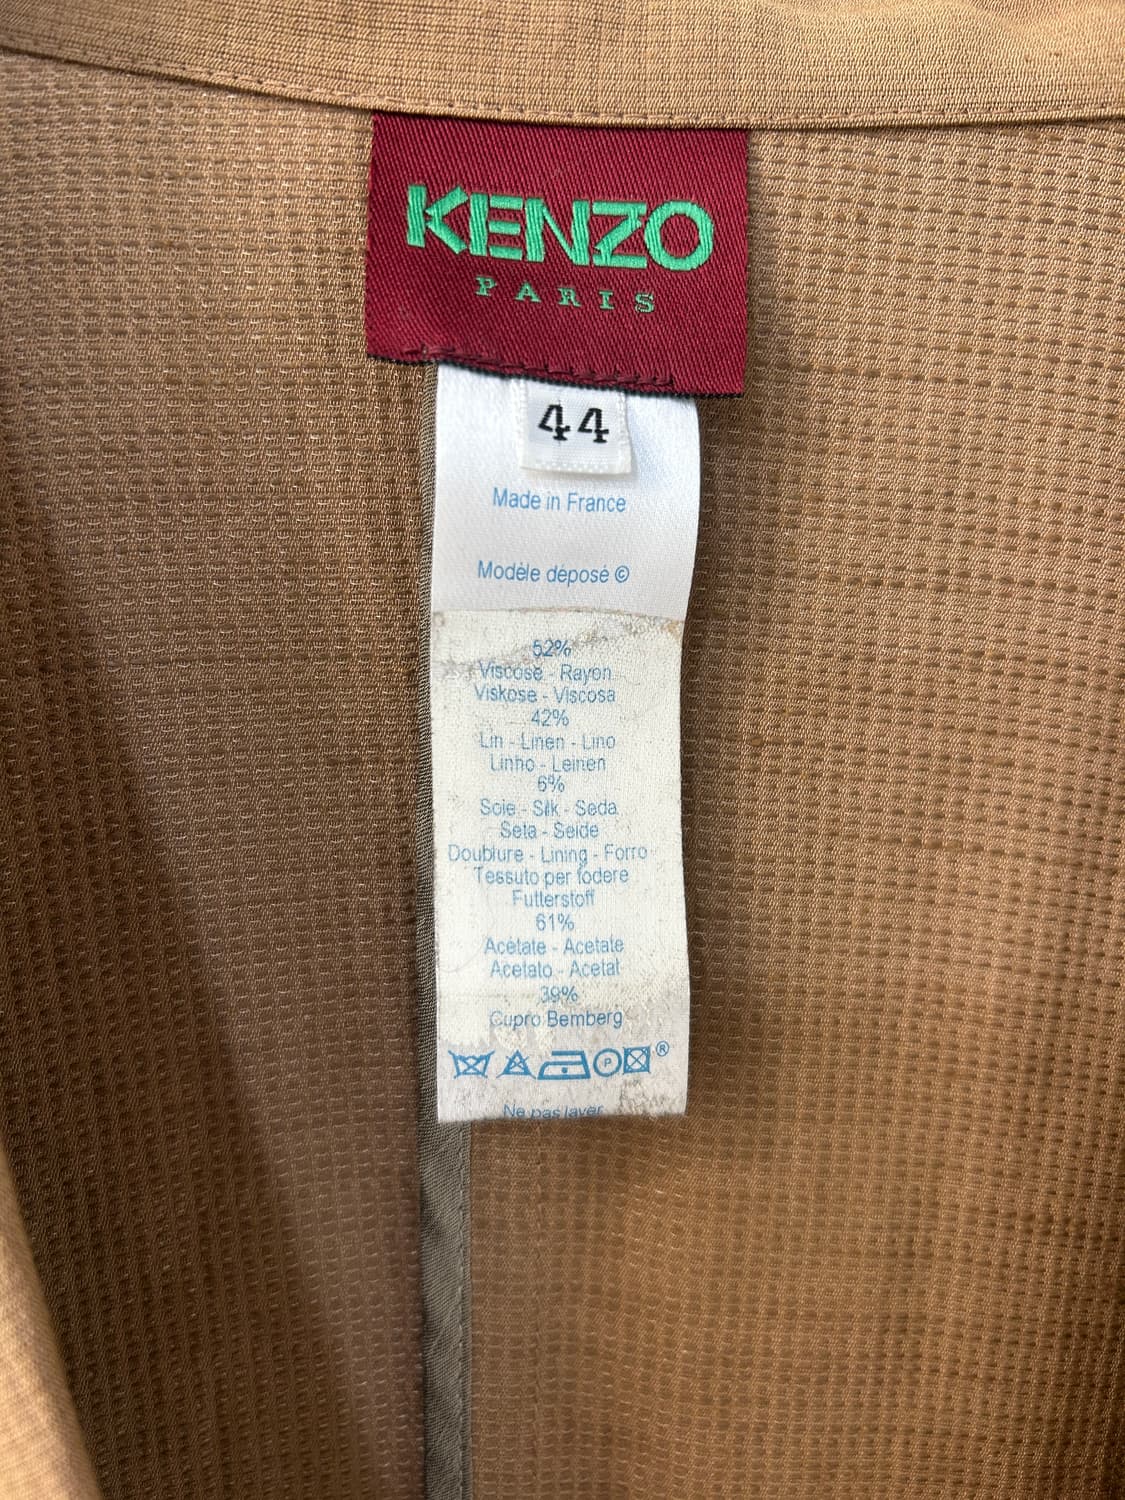 KENZO
PARIS
44
Made in France
Modèle déposé ©
52%
Viscose - Rayon
Viskose - Viscosa
42%
Lin - Linen - Lino
Linho - Leinen
6%
Soie - Silk - Seda
Seta - Seide
Doublure - Lining - Forro
Tessuto per fodere
Futterstoff
61%
Acétate - Acetate
Acetato - Acetat
39%
Cupro Bemberg
P ®
Ne pas laver